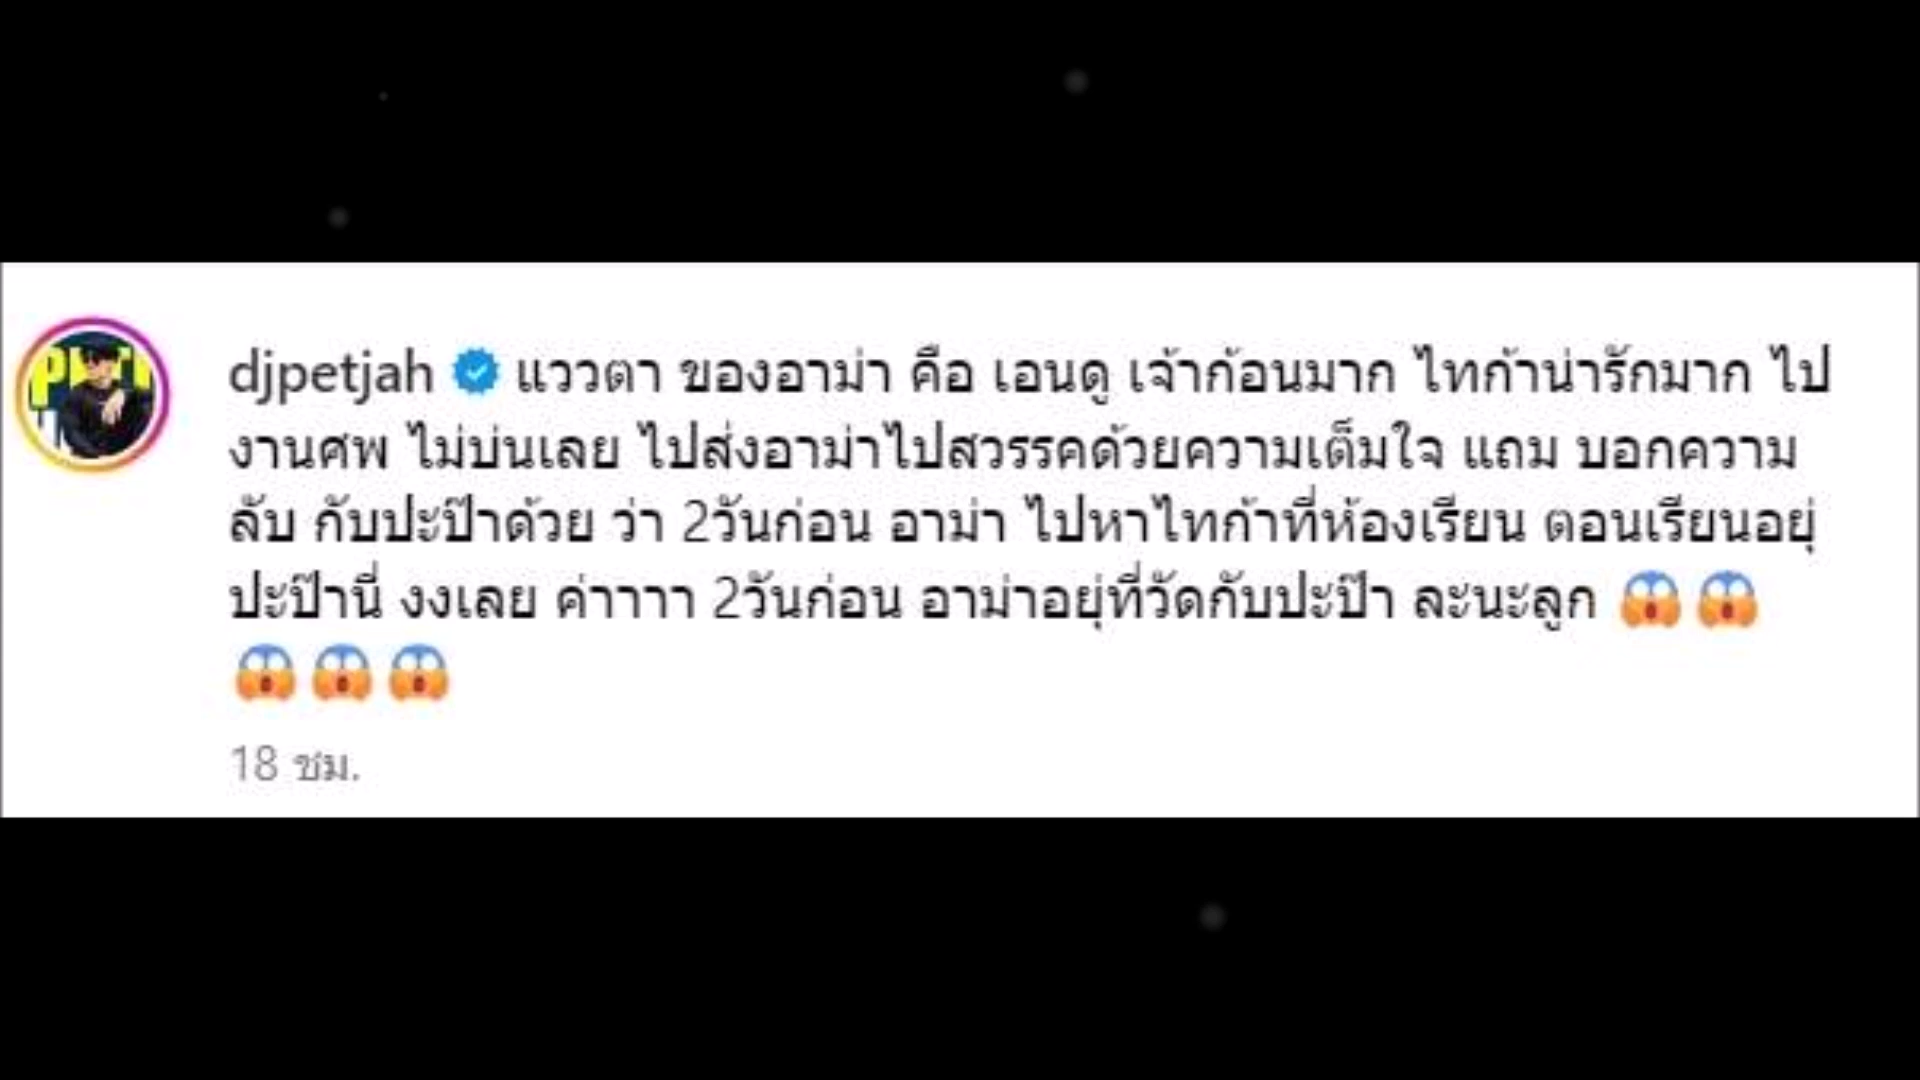 djpetjah แววตา ของอาม่า คือ เอนดู เจ้าก้อนมาก ไทก้าน่ารักมาก ไป
งานศพ ไม่บ่นเลย ไปส่งอาม่าไปสวรรคด้วยความเต็มใจ แถม บอกความ
ลับ กับปะป๊าด้วย ว่า 2วันก่อน อาม่า ไปหาไทก้าที่ห้องเรียน ตอนเรียนอยุ่
ปะป๊านี่ งงเลย ค่าาาา 2วันก่อน อาม่าอยุ่ที่วัดกับปะป๊า ละนะลูก 😱😱
😱😱😱
18 ชม.